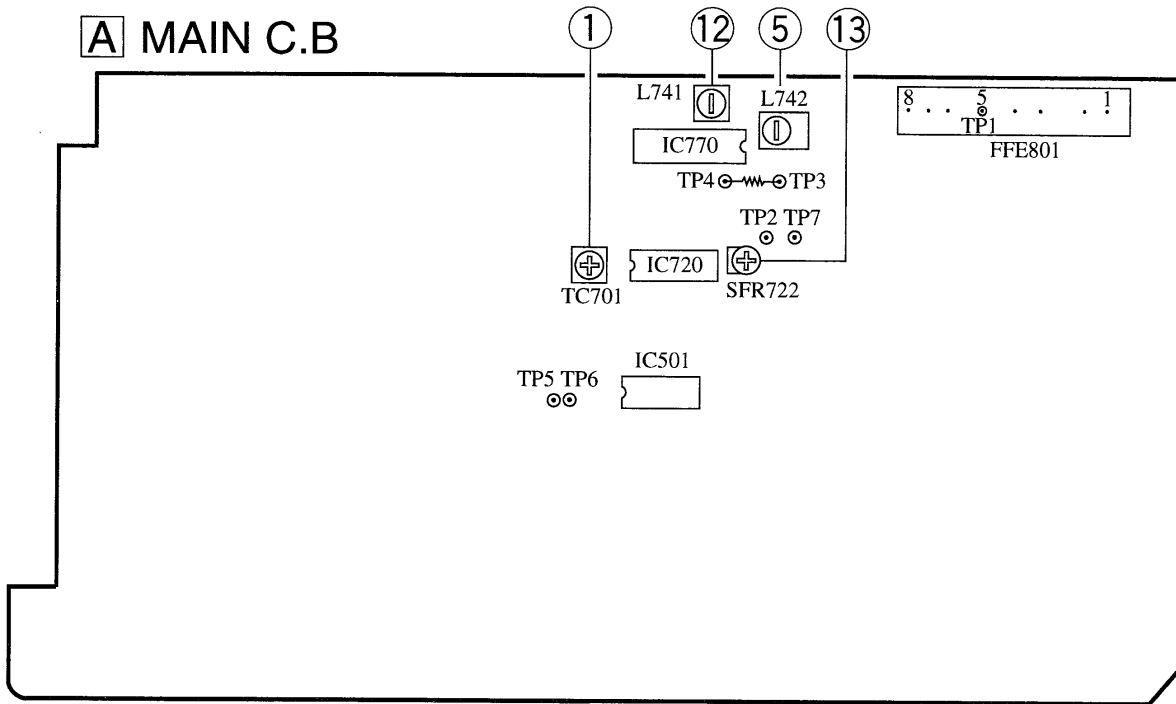 A MAIN C.B
1 12 5 13
L741 L742
8 5 1
TP1
FFE801
IC770
TP4 TP3
TP2 TP7
IC720
TC701 SFR722
IC501
TP5 TP6